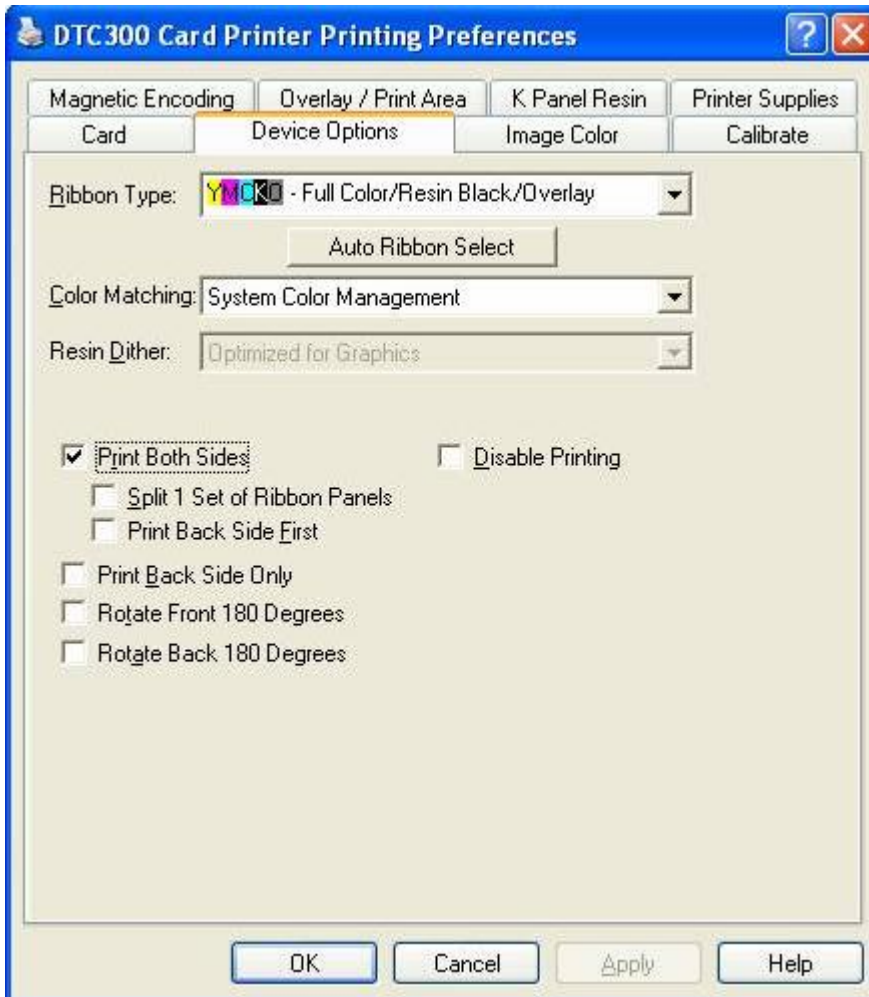 DTC300 Card Printer Printing Preferences
Magnetic Encoding Overlay / Print Area K Panel Resin Printer Supplies
Card Device Options Image Color Calibrate
Ribbon Type: YMCKO - Full Color/Resin Black/Overlay
Auto Ribbon Select
Color Matching: System Color Management
Resin Dither: Optimized for Graphics
Print Both Sides Disable Printing
Split 1 Set of Ribbon Panels
Print Back Side First
Print Back Side Only
Rotate Front 180 Degrees
Rotate Back 180 Degrees
OK Cancel Apply Help